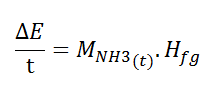 ΔE/t = M_NH3(t) . H_fg